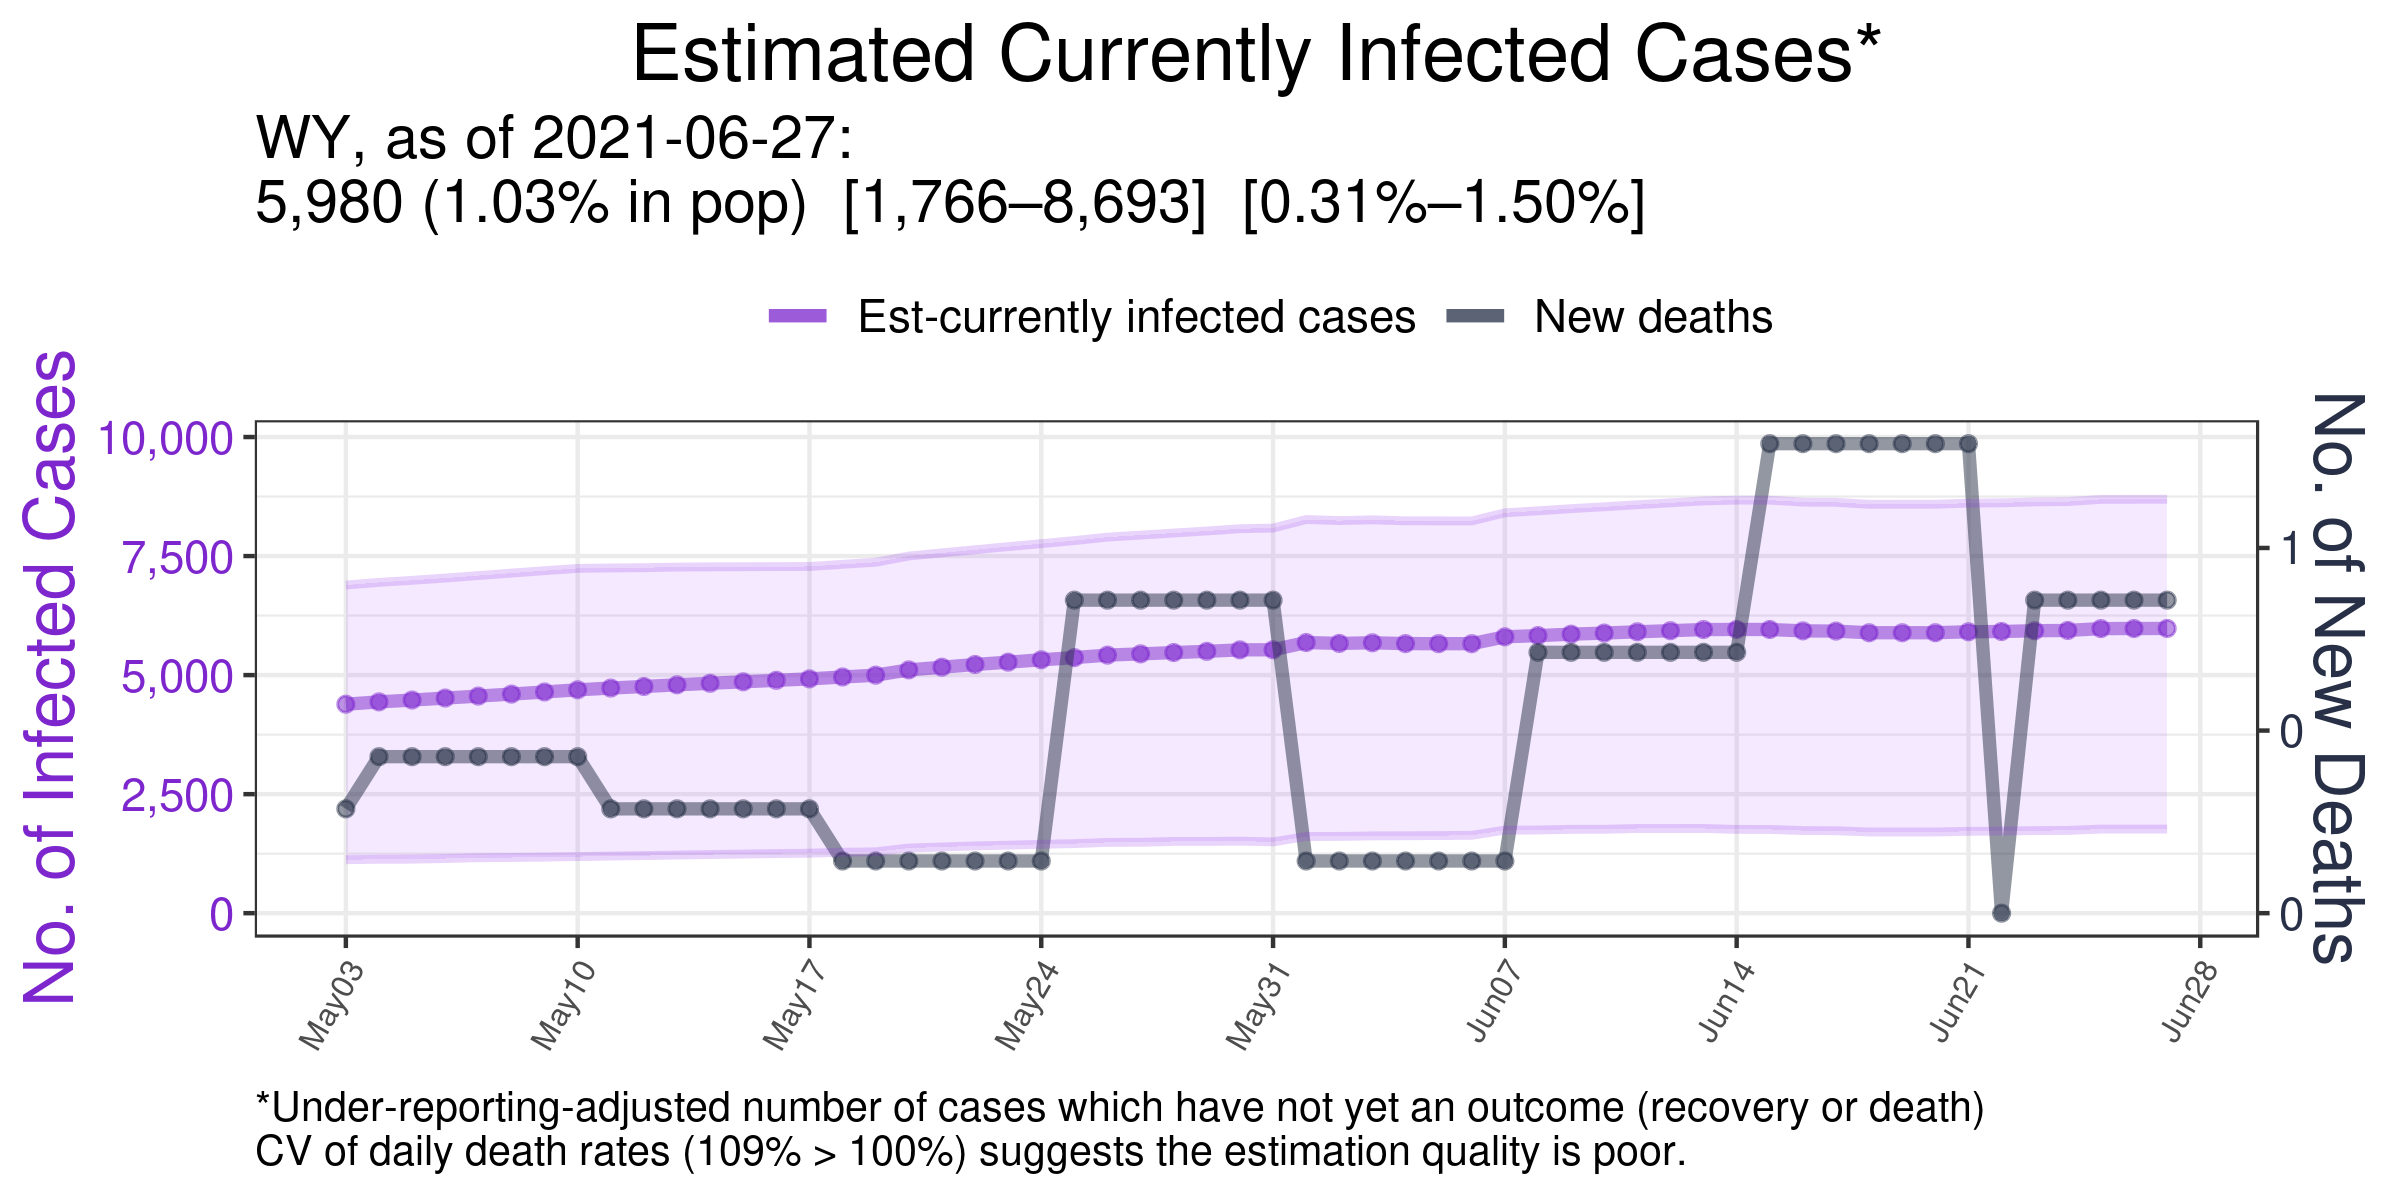 Estimated Currently Infected Cases*
WY, as of 2021-06-27:
5,980 (1.03% in pop)  [1,766–8,693]  [0.31%–1.50%]
Est-currently infected cases
New deaths
No. of Infected Cases
10,000
7,500
5,000
2,500
0
No. of New Deaths
1
0
0
May03
May10
May17
May24
May31
Jun07
Jun14
Jun21
Jun28
*Under-reporting-adjusted number of cases which have not yet an outcome (recovery or death)
CV of daily death rates (109% > 100%) suggests the estimation quality is poor.